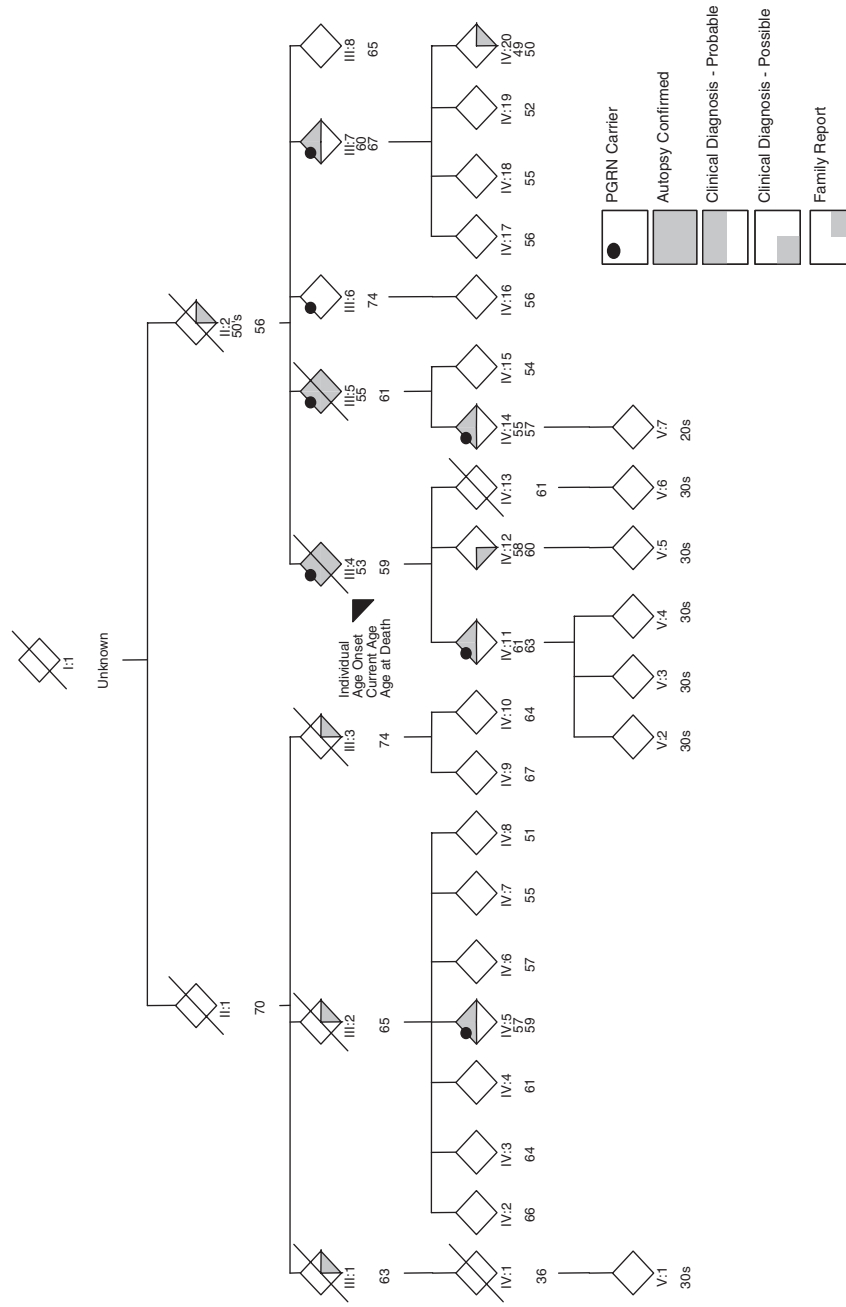 I:1
Unknown
II:1
70
II:2
50's
56
III:1
63
III:2
65
III:3
74
Individual
Age Onset
Current Age
Age at Death
III:4
53
59
III:5
55
61
III:6
74
III:7
60
67
III:8
65
IV:1
36
IV:2
66
IV:3
64
IV:4
61
IV:5
57
59
IV:6
57
IV:7
55
IV:8
51
IV:9
67
IV:10
64
IV:11
61
63
IV:12
58
60
IV:13
61
IV:14
55
57
IV:15
54
IV:16
56
IV:17
56
IV:18
55
IV:19
52
IV:20
49
50
V:1
30s
V:2
30s
V:3
30s
V:4
30s
V:5
30s
V:6
30s
V:7
20s
PGRN Carrier
Autopsy Confirmed
Clinical Diagnosis - Probable
Clinical Diagnosis - Possible
Family Report